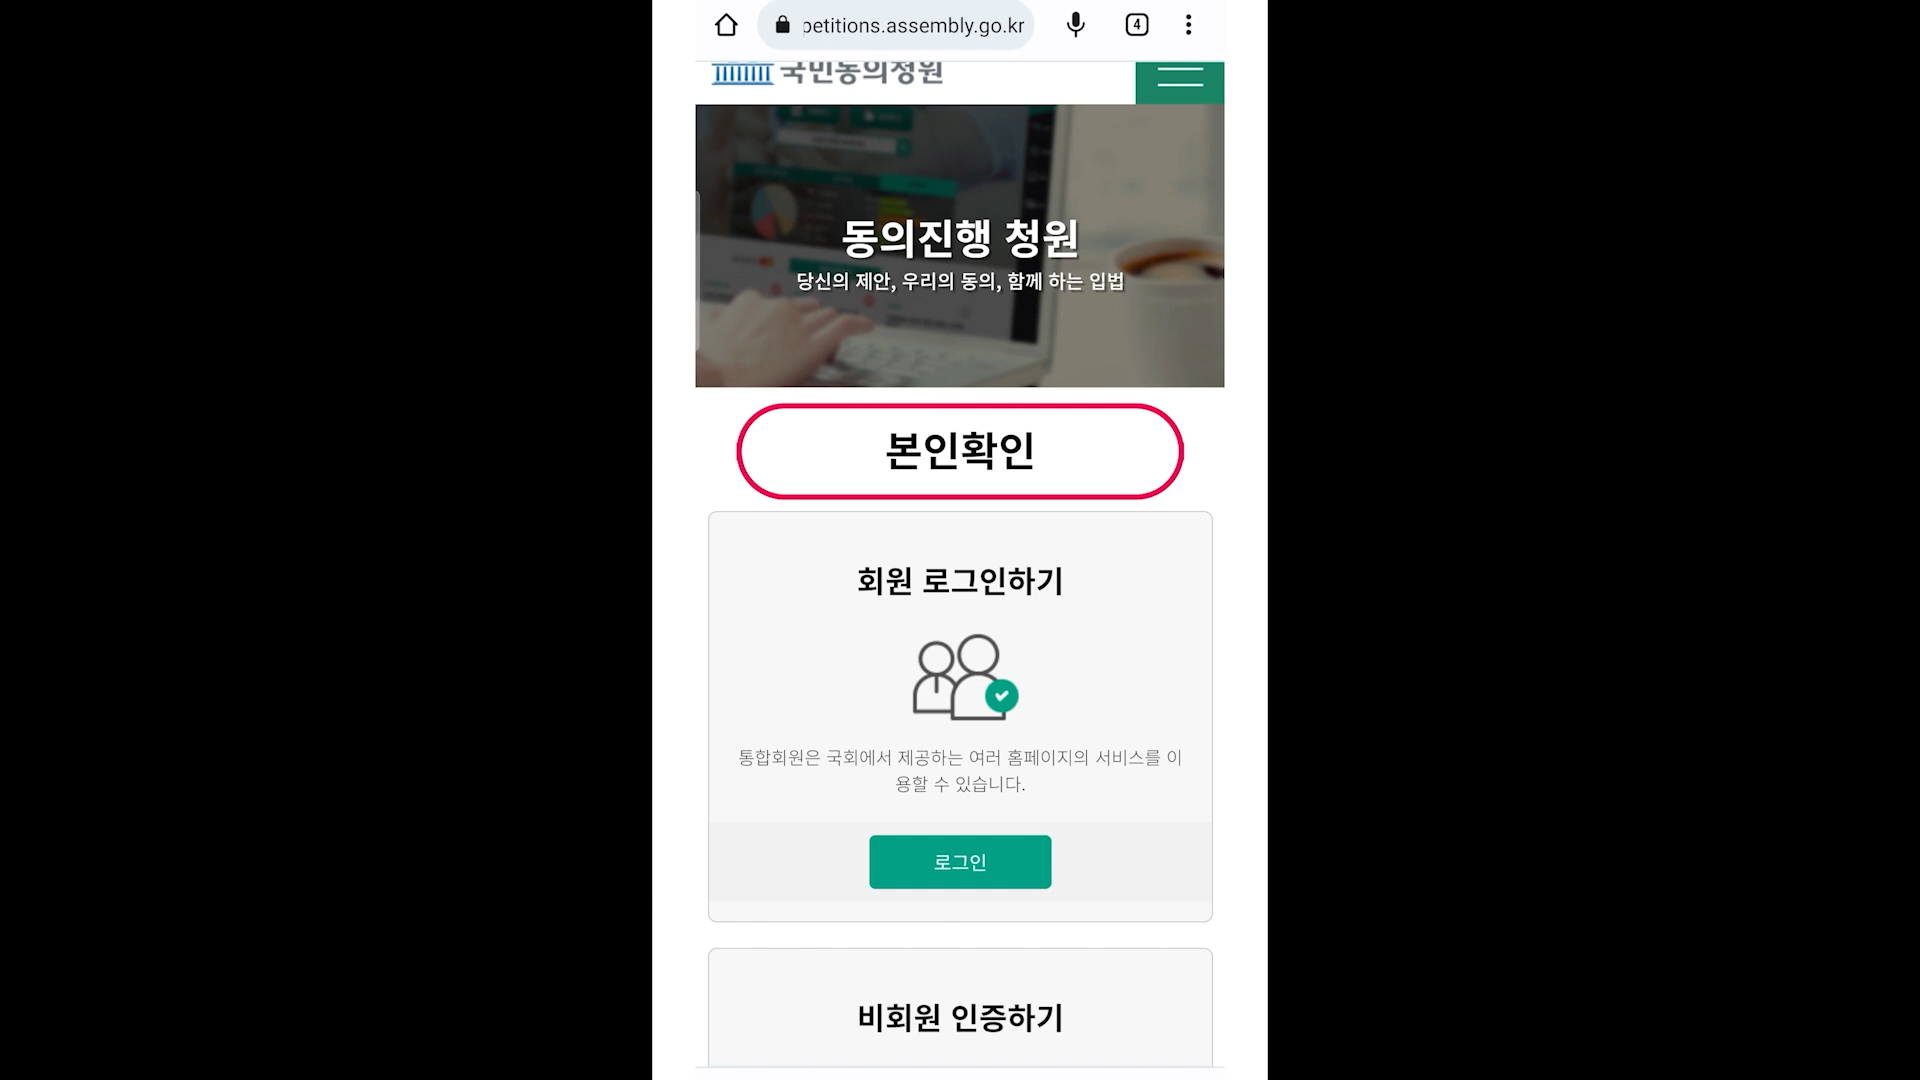 petitions.assembly.go.kr
4
국민동의청원
동의진행 청원
당신의 제안, 우리의 동의, 함께 하는 입법
본인확인
회원 로그인하기
통합회원은 국회에서 제공하는 여러 홈페이지의 서비스를 이
용할 수 있습니다.
로그인
비회원 인증하기